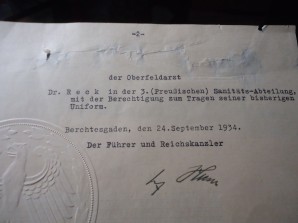 -2-
der Oberfeldarzt
Dr. Heck in der 3.(Preußischen) Sanitäts-Abteilung,
mit der Berechtigung zum Tragen seiner bisherigen
Uniform.
Berchtesgaden, den 24.September 1934.
Der Führer und Reichskanzler